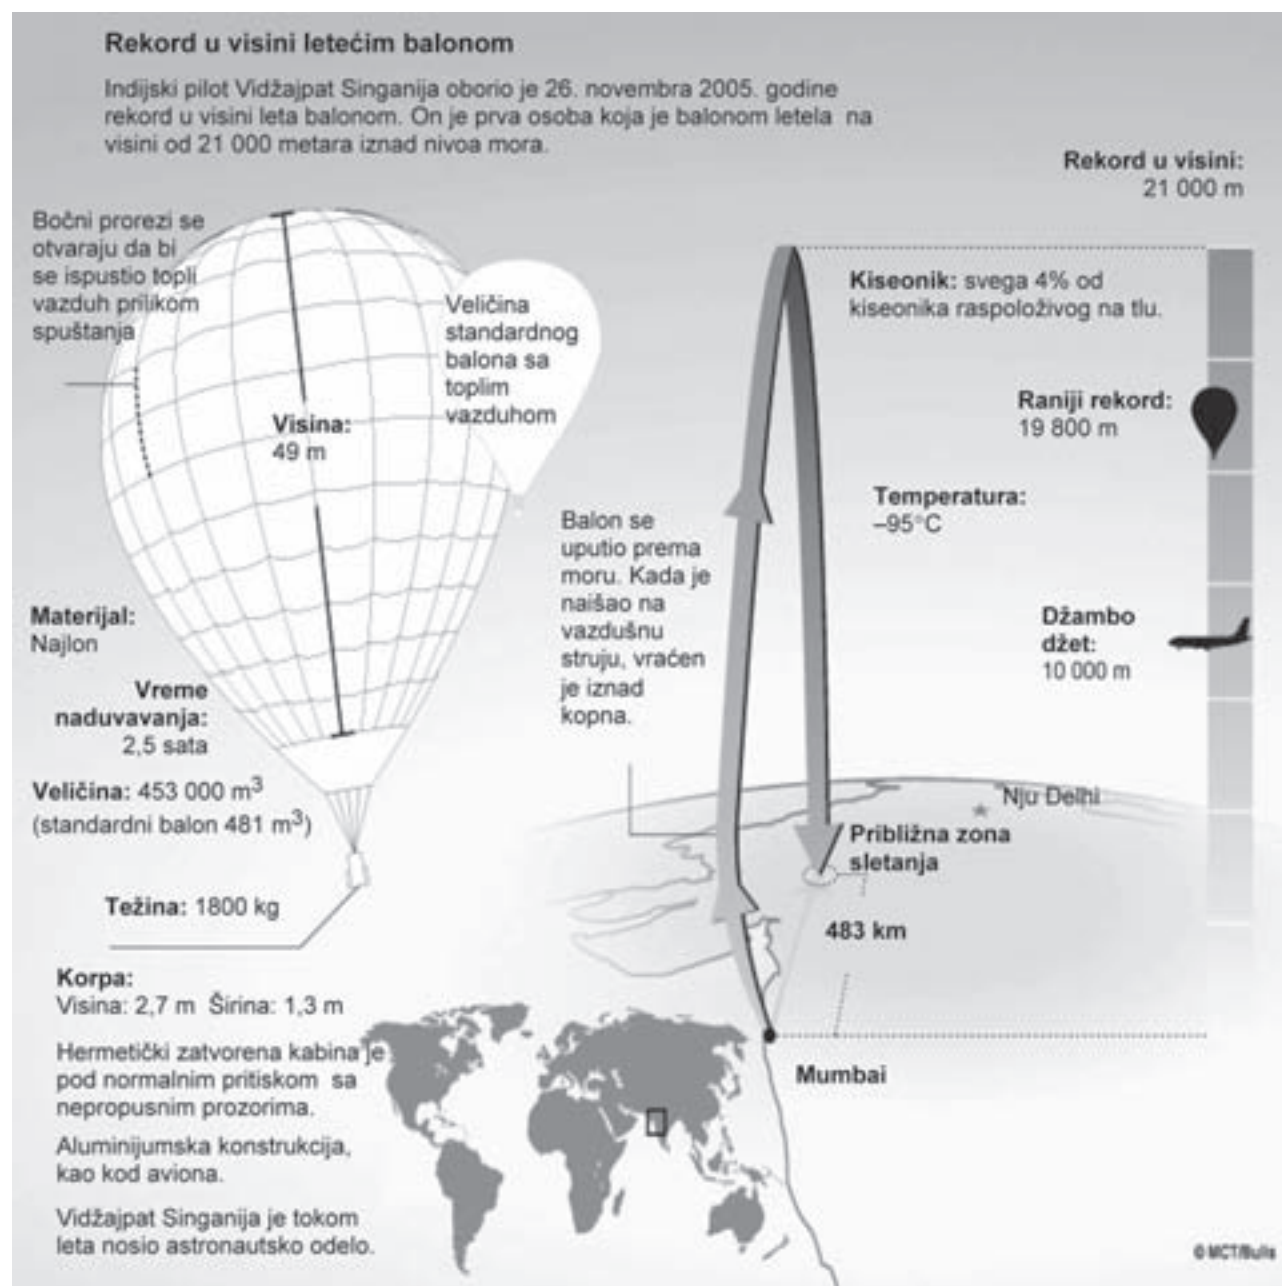 Rekord u visini letećim balonom
Indijski pilot Vidžajpat Singanija oborio je 26. novembra 2005. godine
rekord u visini leta balonom. On je prva osoba koja je balonom letela na
visini od 21 000 metara iznad nivoa mora.
Rekord u visini:
21 000 m
Bočni prorezi se
otvaraju da bi
se ispustio topli
vazduh prilikom
spuštanja
Veličina
standardnog
balona sa
toplim
vazduhom
Visina:
49 m
Kiseonik: svega 4% od
kiseonika raspoloživog na tlu.
Raniji rekord:
19 800 m
Temperatura:
–95°C
Balon se
uputio prema
moru. Kada je
naišao na
vazdušnu
struju, vraćen
je iznad
kopna.
Džambo
džet:
10 000 m
Materijal:
Najlon
Vreme
naduvavanja:
2,5 sata
Veličina: 453 000 m³
(standardni balon 481 m³)
Nju Delhi
Približna zona
sletanja
483 km
Težina: 1800 kg
Korpa:
Visina: 2,7 m Širina: 1,3 m
Hermetički zatvorena kabina je
pod normalnim pritiskom sa
nepropusnim prozorima.
Aluminijumska konstrukcija,
kao kod aviona.
Vidžajpat Singanija je tokom
leta nosio astronautsko odelo.
Mumbai
© MCT/Bulls